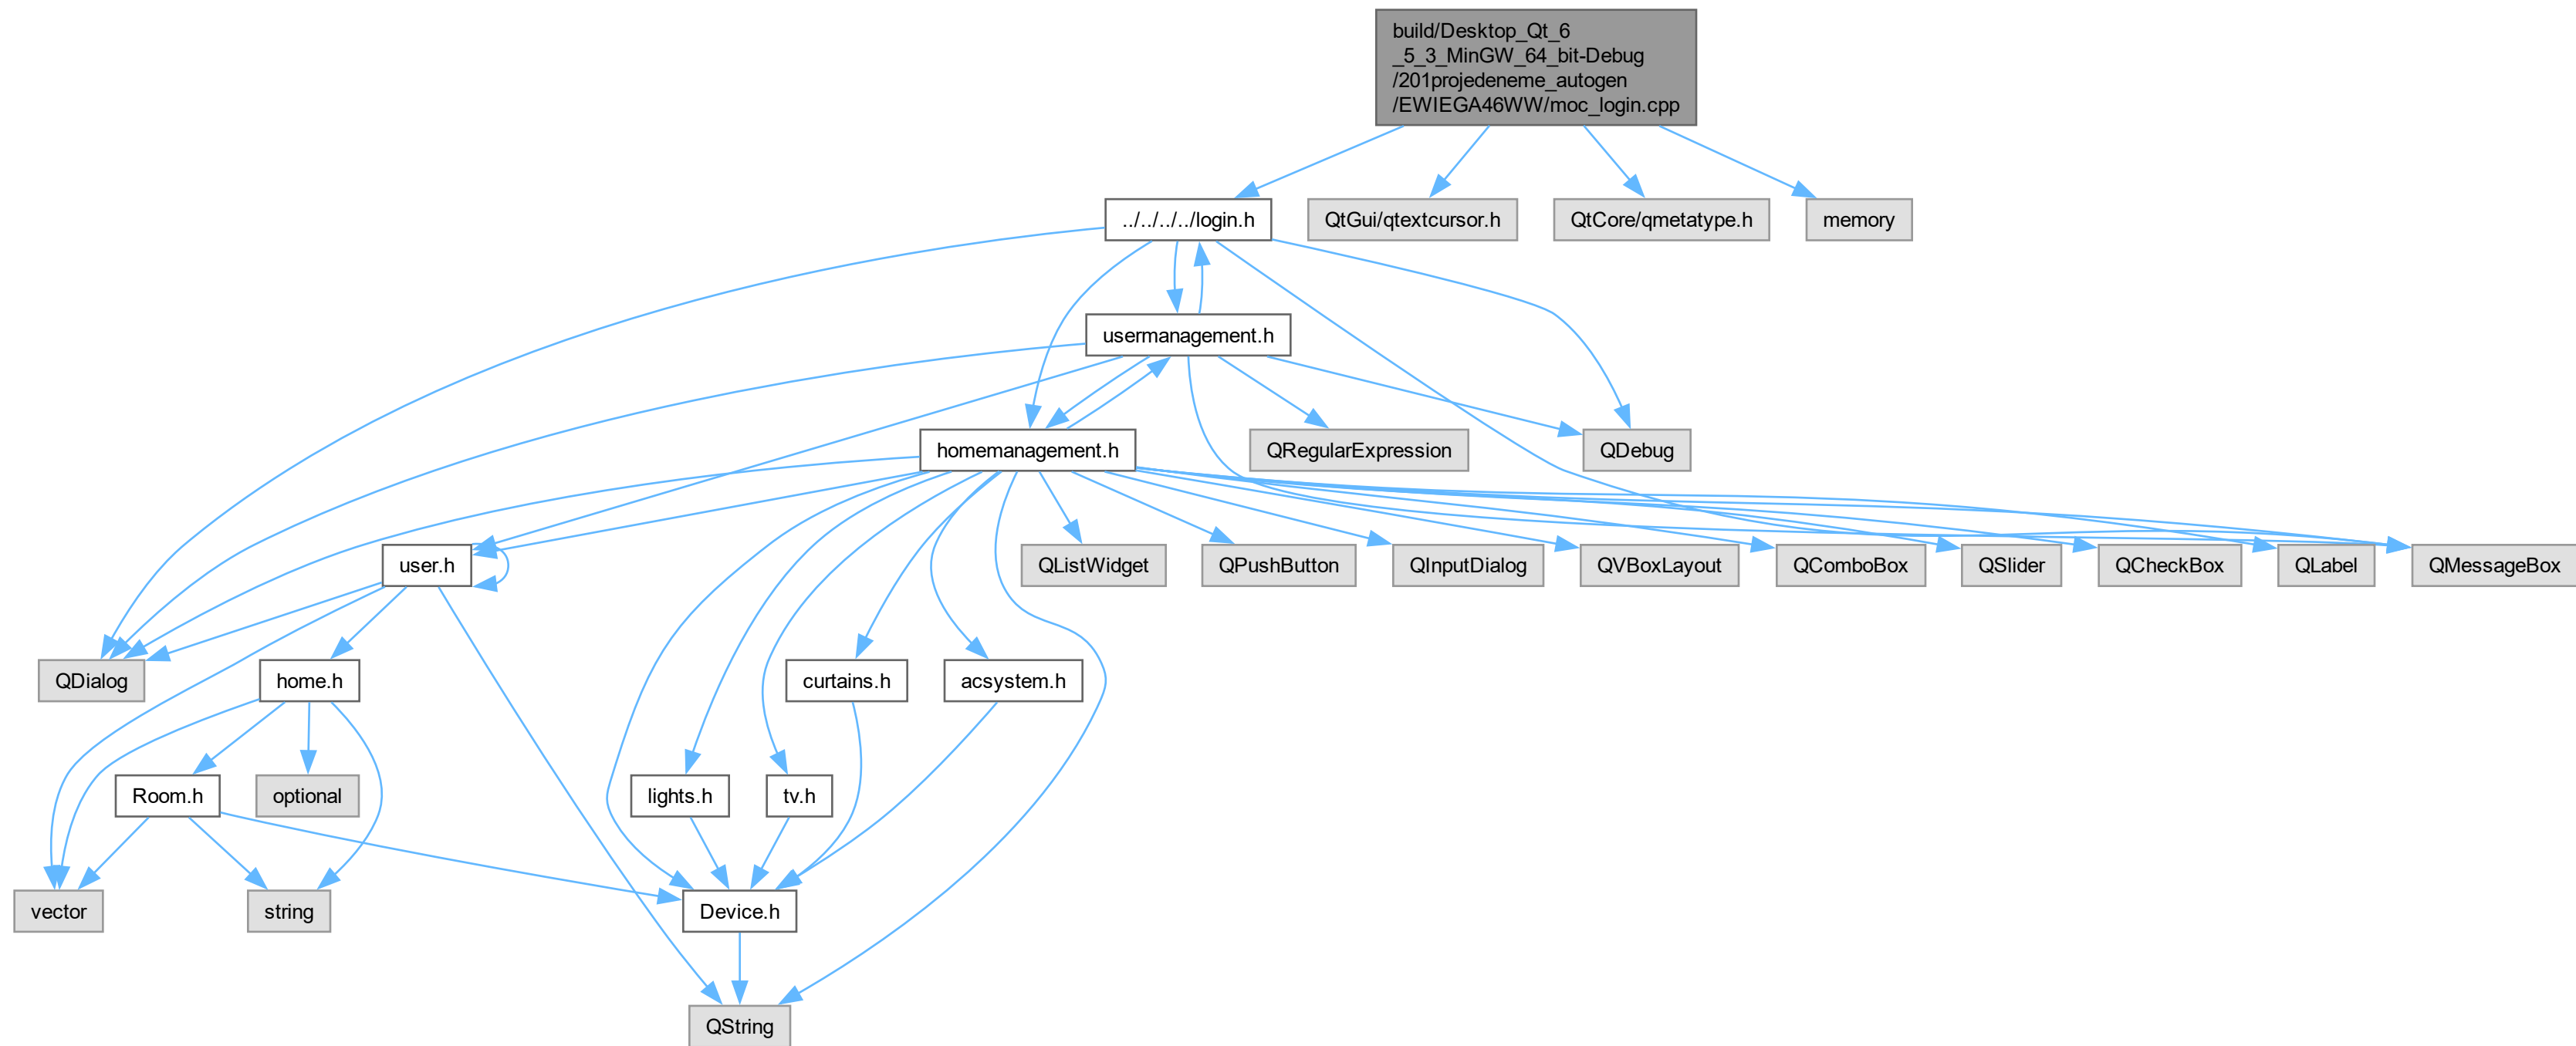 build/Desktop_Qt_6
_5_3_MinGW_64_bit-Debug
/201projedeneme_autogen
/EWIEGA46WW/moc_login.cpp
../../../../login.h
QtGui/qtextcursor.h
QtCore/qmetatype.h
memory
usermanagement.h
homemanagement.h
QRegularExpression
QDebug
user.h
QListWidget
QPushButton
QInputDialog
QVBoxLayout
QComboBox
QSlider
QCheckBox
QLabel
QMessageBox
QDialog
home.h
curtains.h
acsystem.h
Room.h
optional
lights.h
tv.h
vector
string
Device.h
QString